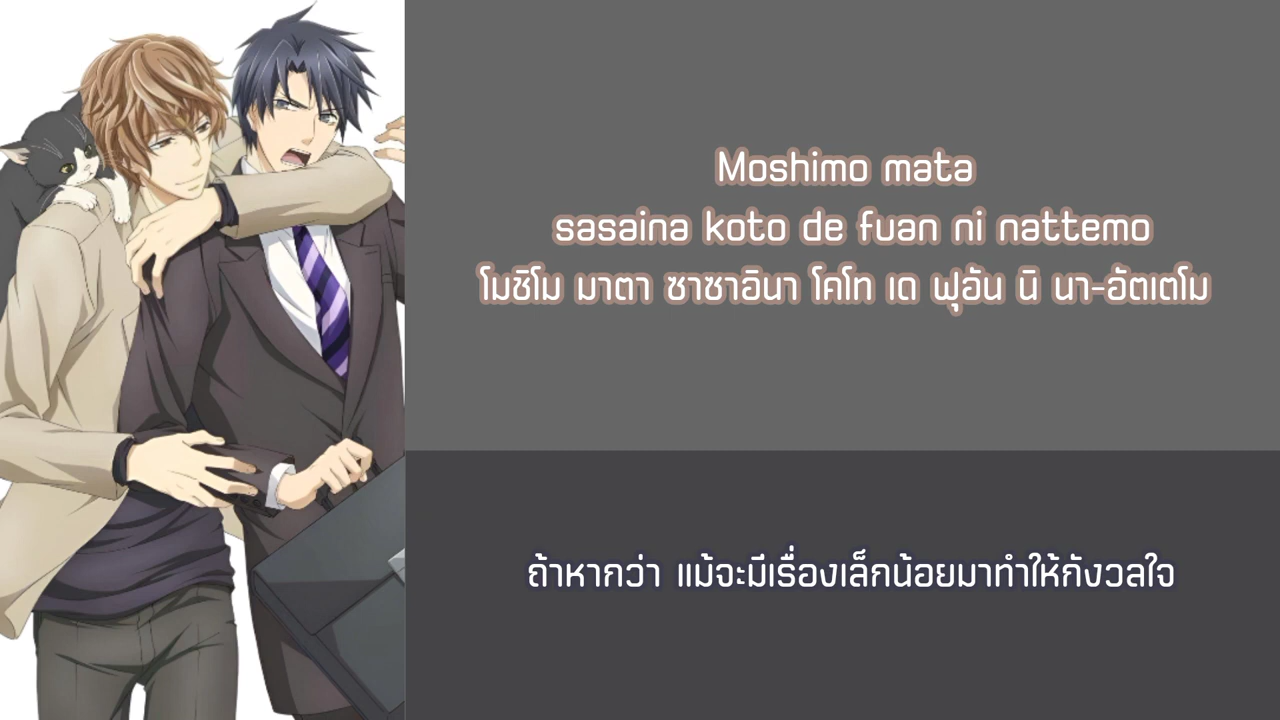 Moshimo mata
sasaina koto de fuan ni nattemo
โมชิโม มาตา ซาซาอินา โคโท เด ฟุอัน นิ นา-อัตเตโม
ถ้าหากว่า แม้จะมีเรื่องเล็กน้อยมาทำให้กังวลใจ